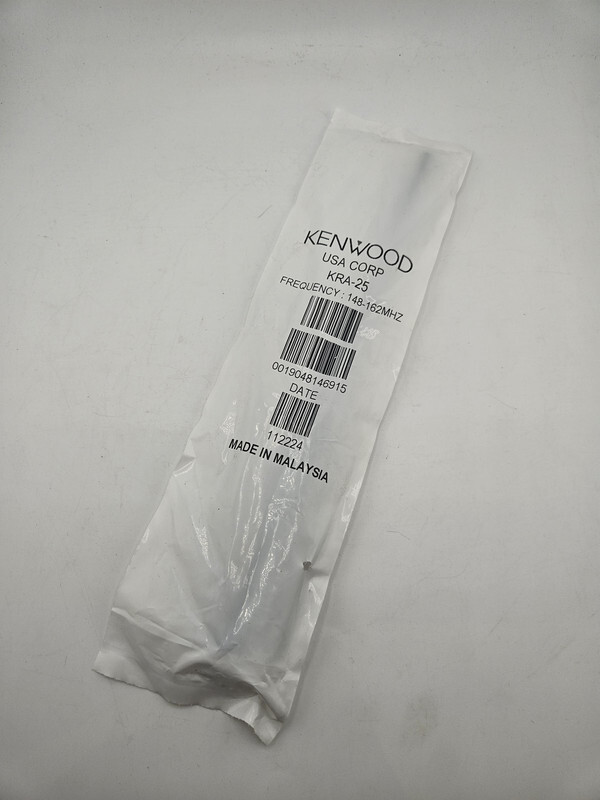 KENWOOD
USA CORP
KRA-25
FREQUENCY : 148-162MHZ
0019048146915
DATE
112224
MADE IN MALAYSIA